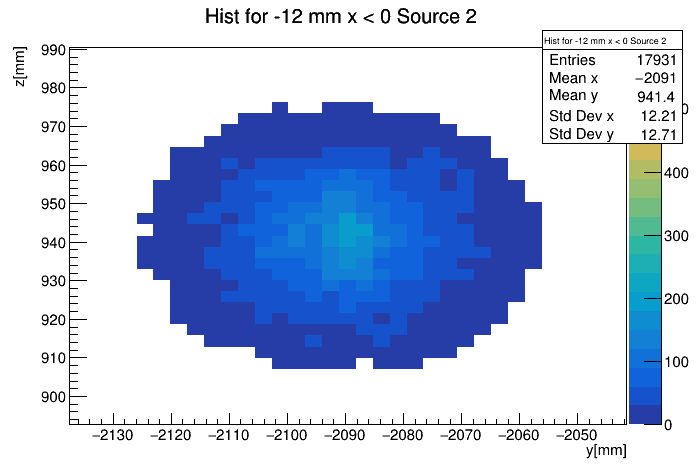 Hist for -12 mm x < 0 Source 2
z[mm]
990
980
970
960
950
940
930
920
910
900
−2130 −2120 −2110 −2100 −2090 −2080 −2070 −2060 −2050
y[mm]
Hist for -12 mm x < 0 Source 2
Entries 17931
Mean x −2091
Mean y 941.4
Std Dev x 12.21
Std Dev y 12.71
0
400
300
200
100
0